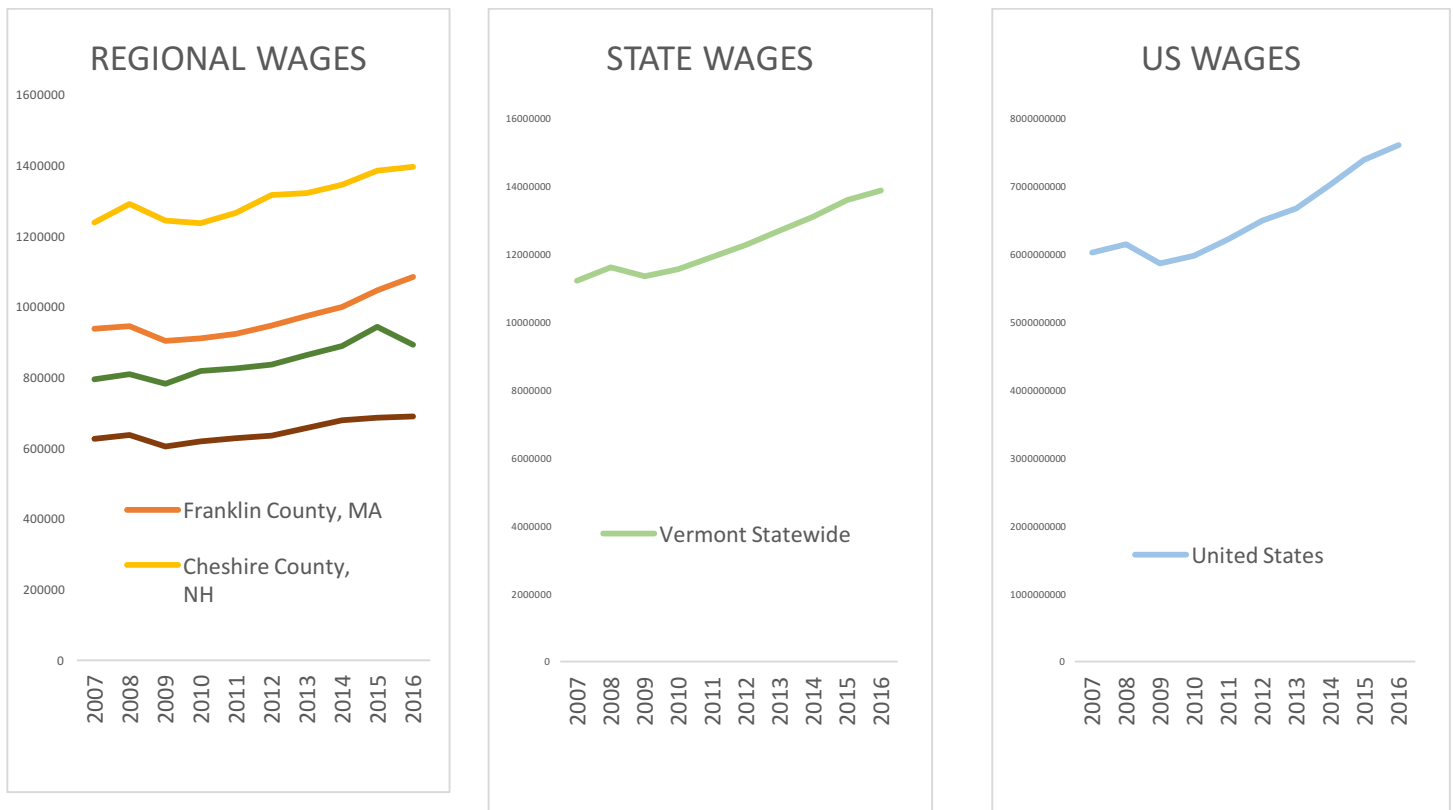 REGIONAL WAGES
1600000
1400000
1200000
1000000
800000
600000
400000
200000
0
Franklin County, MA
Cheshire County,
NH
2007 2008 2009 2010 2011 2012 2013 2014 2015 2016
STATE WAGES
16000000
14000000
12000000
10000000
8000000
6000000
4000000
2000000
0
Vermont Statewide
2007 2008 2009 2010 2011 2012 2013 2014 2015 2016
US WAGES
8000000000
7000000000
6000000000
5000000000
4000000000
3000000000
2000000000
1000000000
0
United States
2007 2008 2009 2010 2011 2012 2013 2014 2015 2016